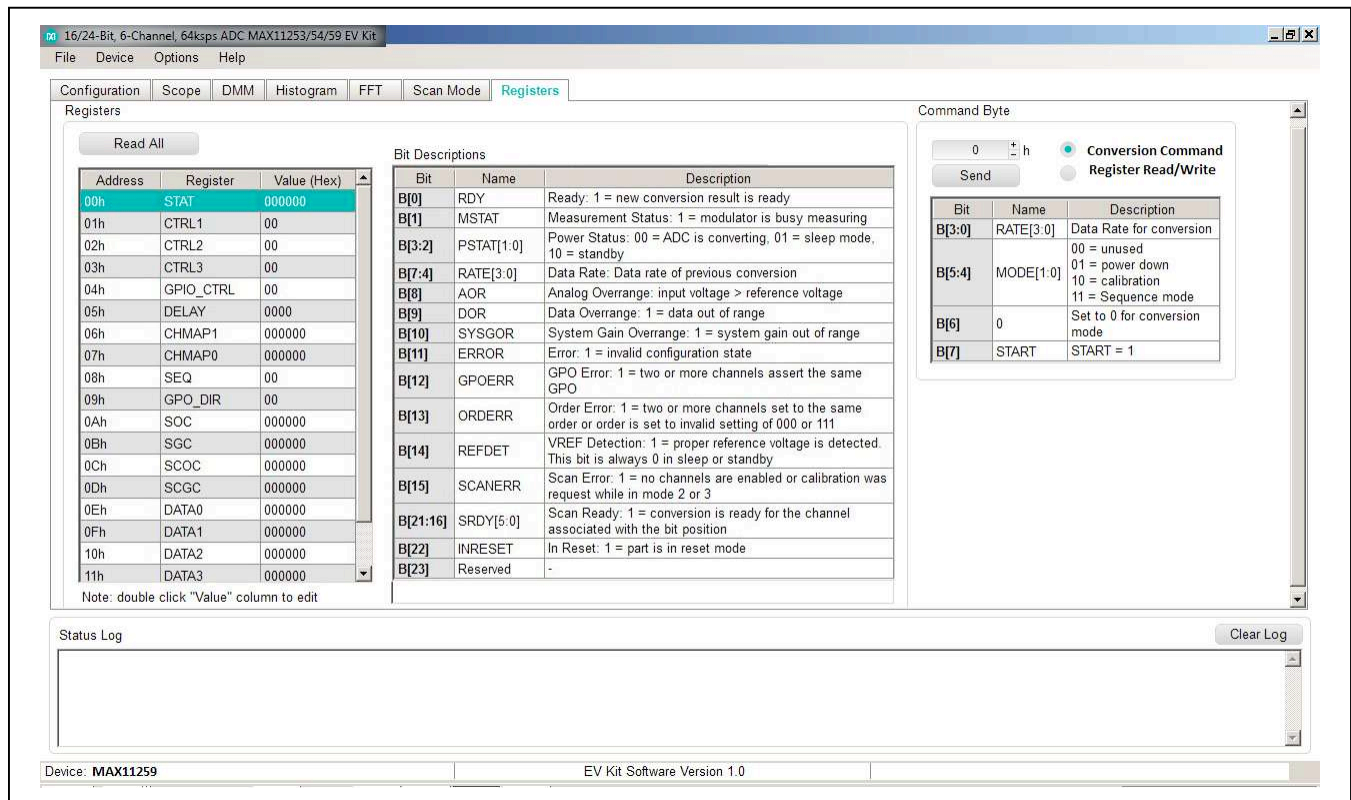 16/24-Bit, 6-Channel, 64ksps ADC MAX11253/54/59 EV Kit
File Device Options Help
Configuration Scope DMM Histogram FFT Scan Mode Registers
Registers
Read All
Address Register Value (Hex)
00h STAT 000000
01h CTRL1 00
02h CTRL2 00
03h CTRL3 00
04h GPIO_CTRL 00
05h DELAY 0000
06h CHMAP1 000000
07h CHMAP0 000000
08h SEQ 00
09h GPO_DIR 00
0Ah SOC 000000
0Bh SGC 000000
0Ch SCOC 000000
0Dh SCGC 000000
0Eh DATA0 000000
0Fh DATA1 000000
10h DATA2 000000
11h DATA3 000000
Note: double click "Value" column to edit
Bit Descriptions
Bit Name Description
B[0] RDY Ready: 1 = new conversion result is ready
B[1] MSTAT Measurement Status: 1 = modulator is busy measuring
B[3:2] PSTAT[1:0] Power Status: 00 = ADC is converting, 01 = sleep mode,
10 = standby
B[7:4] RATE[3:0] Data Rate: Data rate of previous conversion
B[8] AOR Analog Overrange: input voltage > reference voltage
B[9] DOR Data Overrange: 1 = data out of range
B[10] SYSGOR System Gain Overrange: 1 = system gain out of range
B[11] ERROR Error: 1 = invalid configuration state
B[12] GPOERR GPO Error: 1 = two or more channels assert the same
GPO
B[13] ORDERR Order Error: 1 = two or more channels set to the same
order or order is set to invalid setting of 000 or 111
B[14] REFDET VREF Detection: 1 = proper reference voltage is detected.
This bit is always 0 in sleep or standby
B[15] SCANERR Scan Error: 1 = no channels are enabled or calibration was
request while in mode 2 or 3
B[21:16] SRDY[5:0] Scan Ready: 1 = conversion is ready for the channel
associated with the bit position
B[22] INRESET In Reset: 1 = part is in reset mode
B[23] Reserved -
Command Byte
0 h Conversion Command
Send Register Read/Write
Bit Name Description
B[3:0] RATE[3:0] Data Rate for conversion
B[5:4] MODE[1:0] 00 = unused
01 = power down
10 = calibration
11 = Sequence mode
B[6] 0 Set to 0 for conversion
mode
B[7] START START = 1
Status Log
Clear Log
Device: MAX11259 EV Kit Software Version 1.0